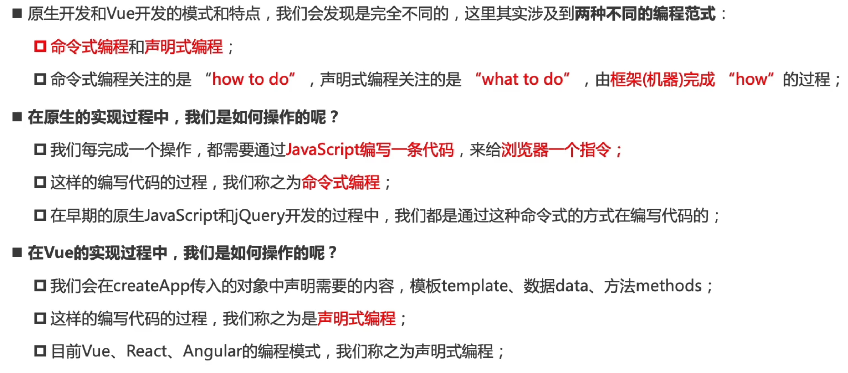 原生开发和Vue开发的模式和特点，我们会发现是完全不同的，这里其实涉及到两种不同的编程范式：
命令式编程和声明式编程；
命令式编程关注的是 “how to do”，声明式编程关注的是 “what to do”，由框架(机器)完成 “how”的过程；
在原生的实现过程中，我们是如何操作的呢？
我们每完成一个操作，都需要通过JavaScript编写一条代码，来给浏览器一个指令；
这样的编写代码的过程，我们称之为命令式编程；
在早期的原生JavaScript和jQuery开发的过程中，我们都是通过这种命令式的方式在编写代码的；
在Vue的实现过程中，我们是如何操作的呢？
我们会在createApp传入的对象中声明需要的内容，模板template、数据data、方法methods；
这样的编写代码的过程，我们称之为是声明式编程；
目前Vue、React、Angular的编程模式，我们称之为声明式编程；